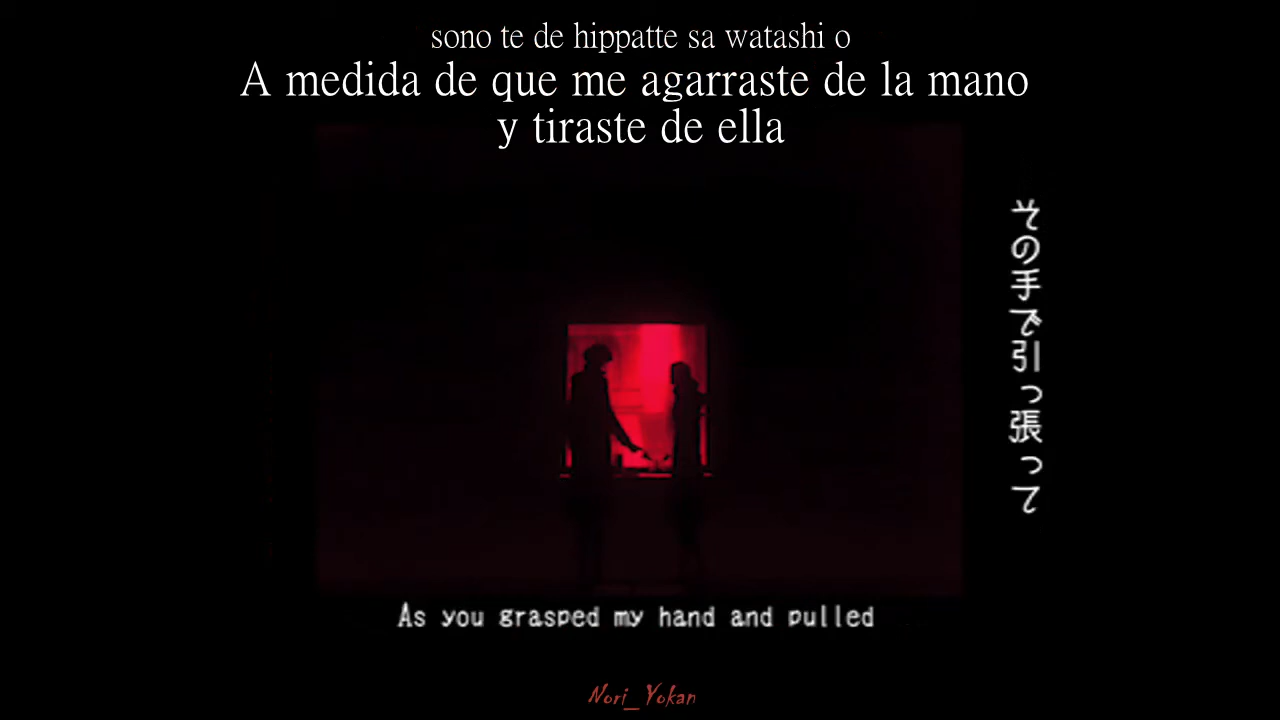 sono te de hippatte sa watashi o
A medida de que me agarraste de la mano
y tiraste de ella
その手で引っ張って
As you grasped my hand and pulled
Nori_Yokan